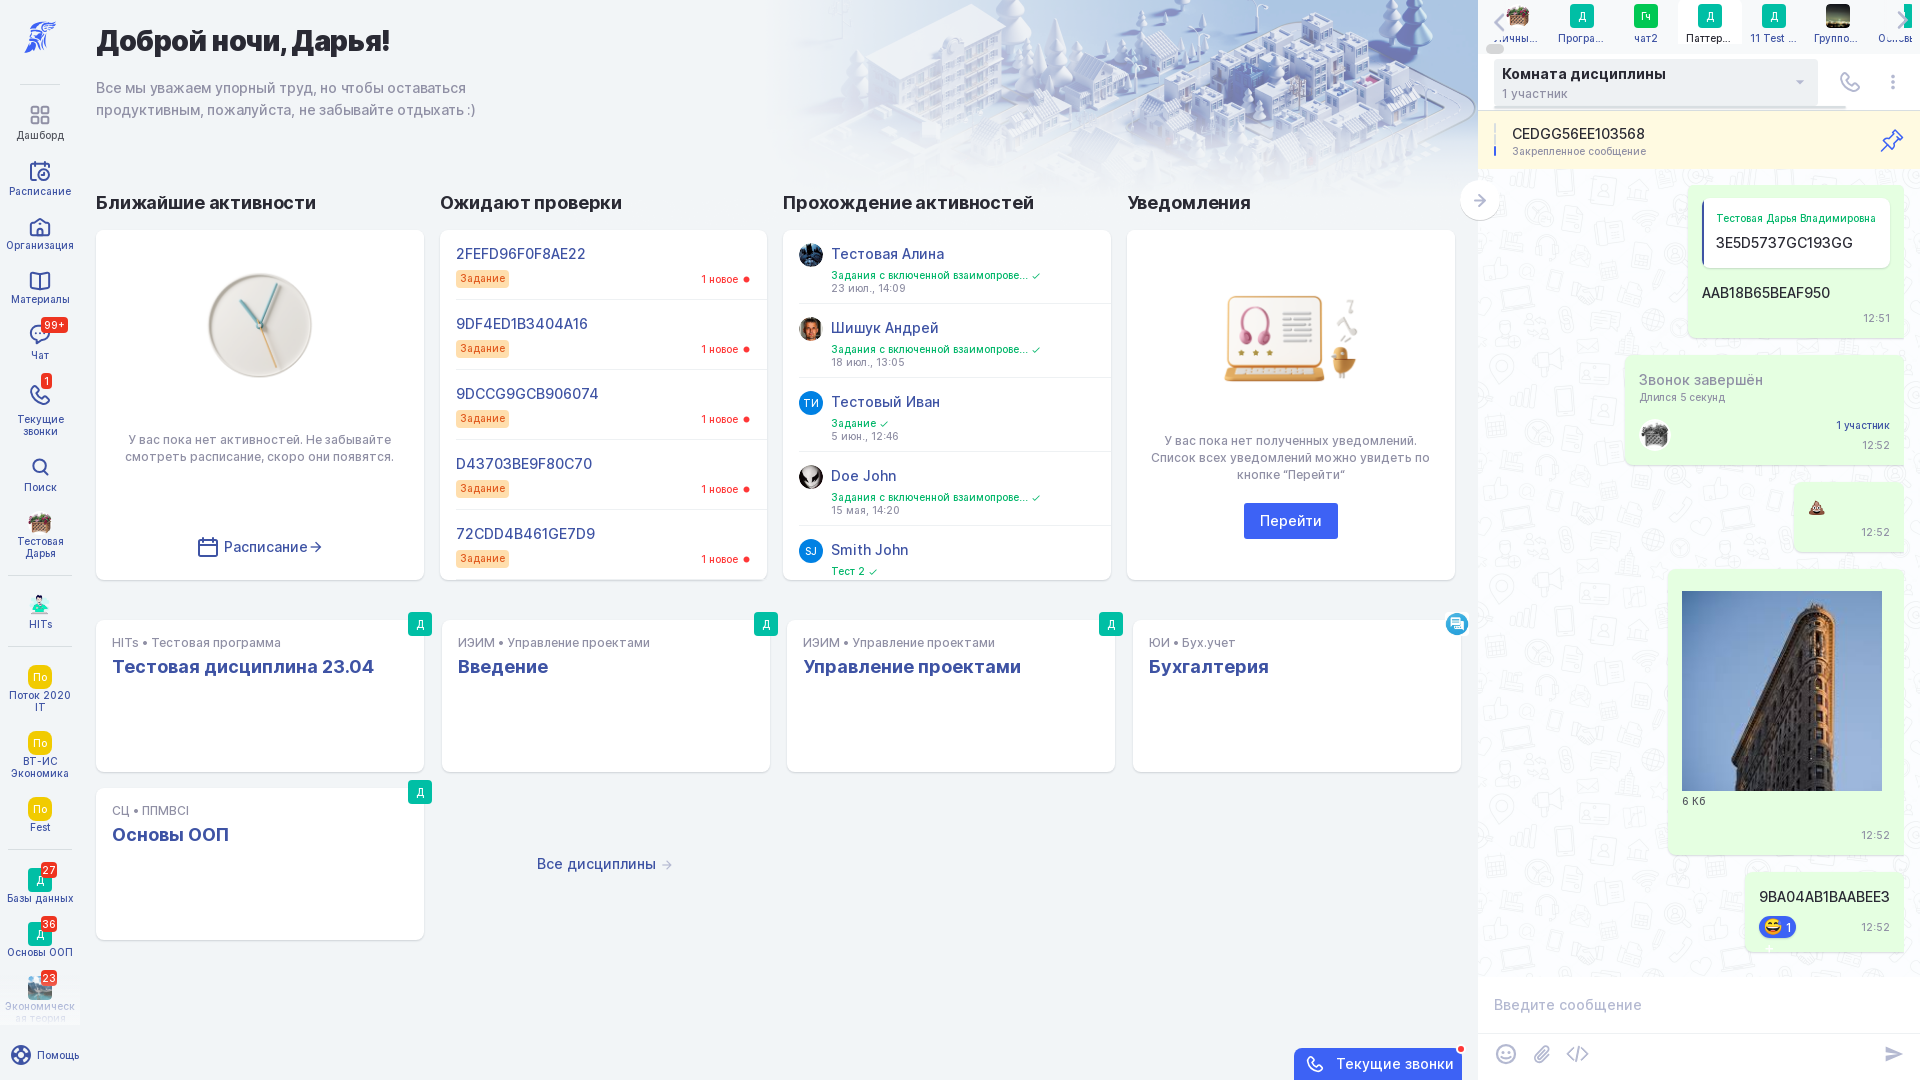 Дашборд
Расписание
Организация
Материалы
99+
Чат
1
Текущие
звонки
Поиск
Тестовая
Дарья
HITs
По
Поток 2020
IT
По
ВТ-ИС
Экономика
По
Fest
27
Д
Базы данных
36
Д
Основы ООП
23
Экономическ
ая теория
Помощь
Доброй ночи, Дарья!
Все мы уважаем упорный труд, но чтобы оставаться
продуктивным, пожалуйста, не забывайте отдыхать :)
Ближайшие активности
У вас пока нет активностей. Не забывайте
смотреть расписание, скоро они появятся.
Расписание
Ожидают проверки
2FEFD96F0F8AE22
Задание
1 новое
9DF4ED1B3404A16
Задание
1 новое
9DCCG9GCB906074
Задание
1 новое
D43703BE9F80C70
Задание
1 новое
72CDD4B461GE7D9
Задание
1 новое
Прохождение активностей
Тестовая Алина
Задания с включенной взаимопрове...
23 июл., 14:09
Шишук Андрей
Задания с включенной взаимопрове...
18 июл., 13:05
ТИ
Тестовый Иван
Задание
5 июн., 12:46
Doe John
Задания с включенной взаимопрове...
15 мая, 14:20
SJ
Smith John
Тест 2
Уведомления
У вас пока нет полученных уведомлений.
Список всех уведомлений можно увидеть по
кнопке “Перейти“
Перейти
Д
HITs • Тестовая программа
Тестовая дисциплина 23.04
Д
ИЭИМ • Управление проектами
Введение
Д
ИЭИМ • Управление проектами
Управление проектами
ЮИ • Бух.учет
Бухгалтерия
Д
СЦ • ППМВСІ
Основы ООП
Все дисциплины
Текущие звонки
Личны...
Д
Програ...
Гч
чат2
Д
Паттер...
Д
11 Test ...
Группо...
Основы
Комната дисциплины
1 участник
CEDGG56EE103568
Закрепленное сообщение
Тестовая Дарья Владимировна
3E5D5737GC193GG
AAB18B65BEAF950
12:51
Звонок завершён
Длился 5 секунд
1 участник
12:52
12:52
6 Кб
12:52
9BA04AB1BAABEE3
1
12:52
Введите сообщение